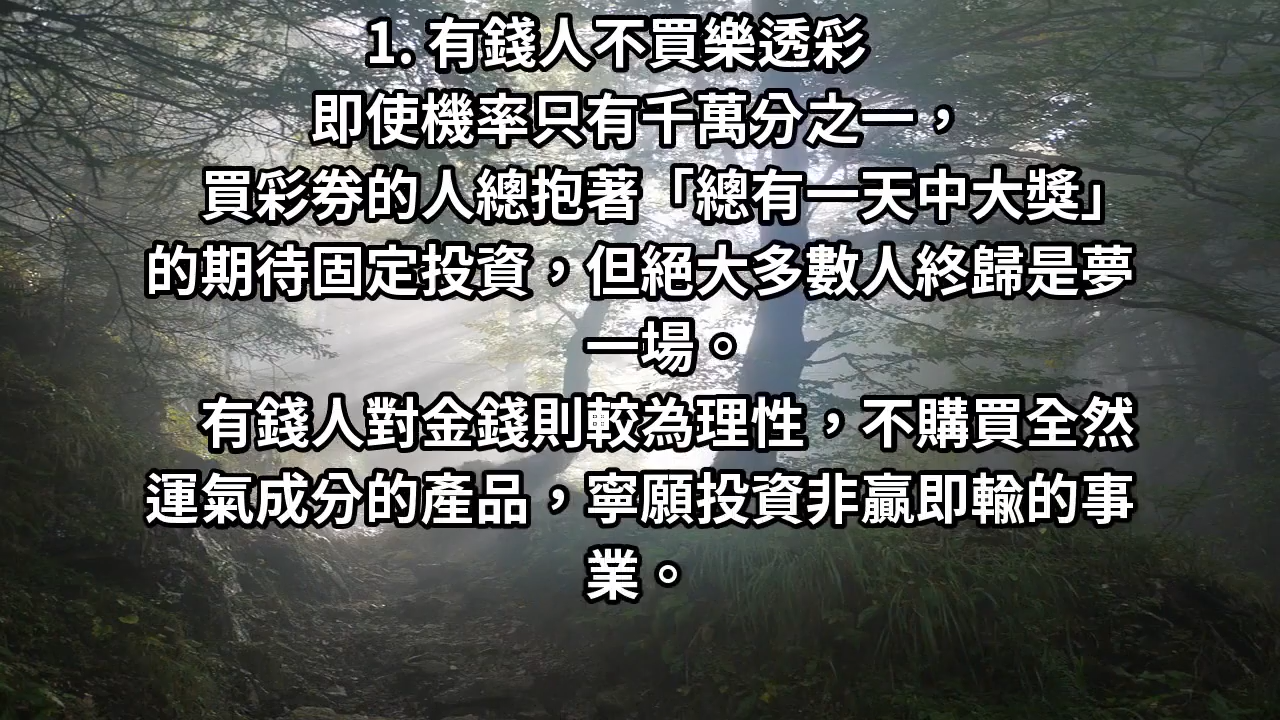 1. 有錢人不買樂透彩
即使機率只有千萬分之一，
買彩券的人總抱著「總有一天中大獎」
的期待固定投資，但絕大多數人終歸是夢
一場。
有錢人對金錢則較為理性，不購買全然
運氣成分的產品，寧願投資非贏即輸的事
業。